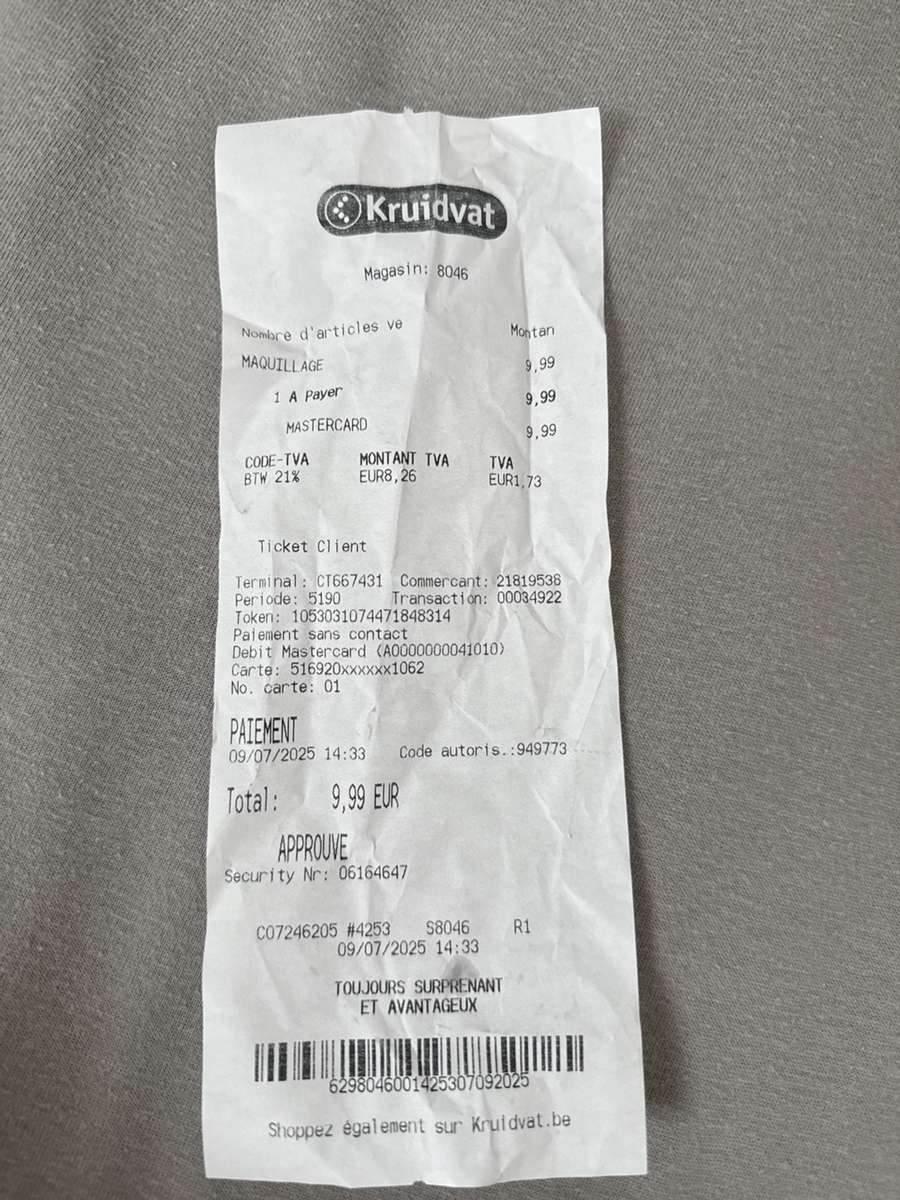 Kruidvat
Magasin: 8046
Nombre d'articles ve Montan
MAQUILLAGE 9,99
1 A Payer 9,99
MASTERCARD 9,99
CODE-TVA MONTANT TVA TVA
BTW 21% EUR8,26 EUR1,73
Ticket Client
Terminal: CT667431 Commercant: 21819538
Periode: 5190 Transaction: 00034922
Token: 1053031074471848314
Paiement sans contact
Debit Mastercard (A0000000041010)
Carte: 516920xxxxxx1062
No. carte: 01
PAIEMENT
09/07/2025 14:33 Code autoris.:949773
Total: 9,99 EUR
APPROUVE
Security Nr: 06164647
C07246205 #4253 S8046 R1
09/07/2025 14:33
TOUJOURS SURPRENANT
ET AVANTAGEUX
6298046001425307092025
Shoppez également sur Kruidvat.be